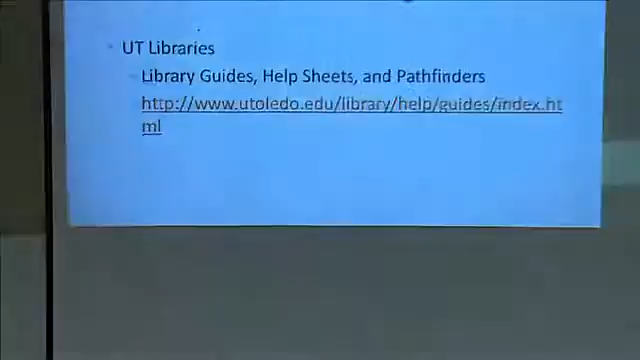 UT Libraries
Library Guides, Help Sheets, and Pathfinders
http://www.utoledo.edu/library/help/guides/index.ht
ml